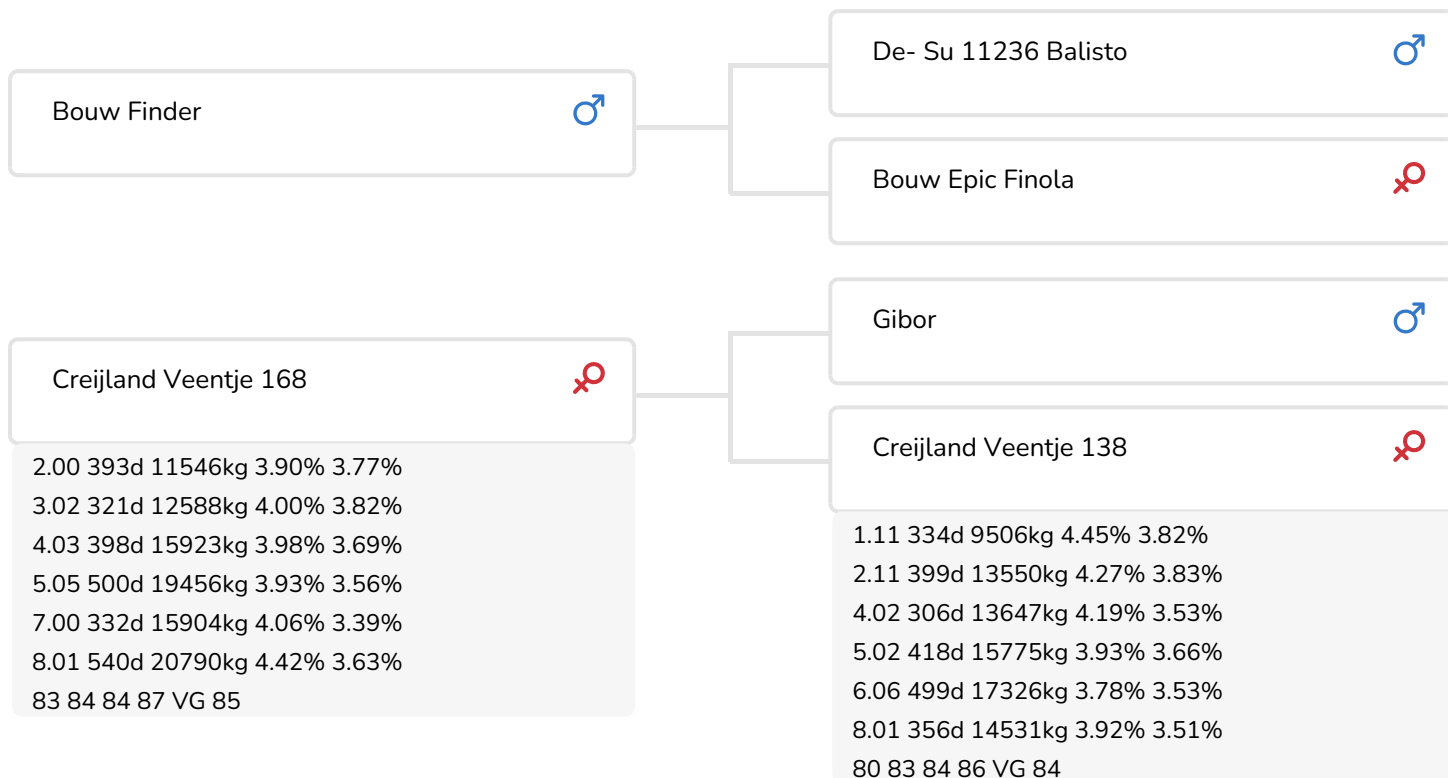 De- Su 11236 Balisto
Bouw Finder
Bouw Epic Finola
Gibor
Creijland Veentje 168
Creijland Veentje 138
2.00 393d 11546kg 3.90% 3.77%
3.02 321d 12588kg 4.00% 3.82%
4.03 398d 15923kg 3.98% 3.69%
5.05 500d 19456kg 3.93% 3.56%
7.00 332d 15904kg 4.06% 3.39%
8.01 540d 20790kg 4.42% 3.63%
83 84 84 87 VG 85
1.11 334d 9506kg 4.45% 3.82%
2.11 399d 13550kg 4.27% 3.83%
4.02 306d 13647kg 4.19% 3.53%
5.02 418d 15775kg 3.93% 3.66%
6.06 499d 17326kg 3.78% 3.53%
8.01 356d 14531kg 3.92% 3.51%
80 83 84 86 VG 84